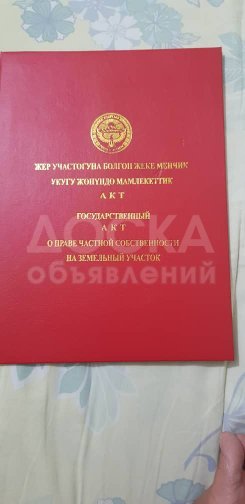 ЖЕР УЧАСТОГУНА БОЛГОН ЖЕКЕ МЕНЧИК
УКУГУ ЖӨНҮНДӨ МАМЛЕКЕТТИК
АКТ
ГОСУДАРСТВЕННЫЙ
АКТ
О ПРАВЕ ЧАСТНОЙ СОБСТВЕННОСТИ
НА ЗЕМЕЛЬНЫЙ УЧАСТОК
ДОСКА
ОБЪЯВЛЕНИЙ